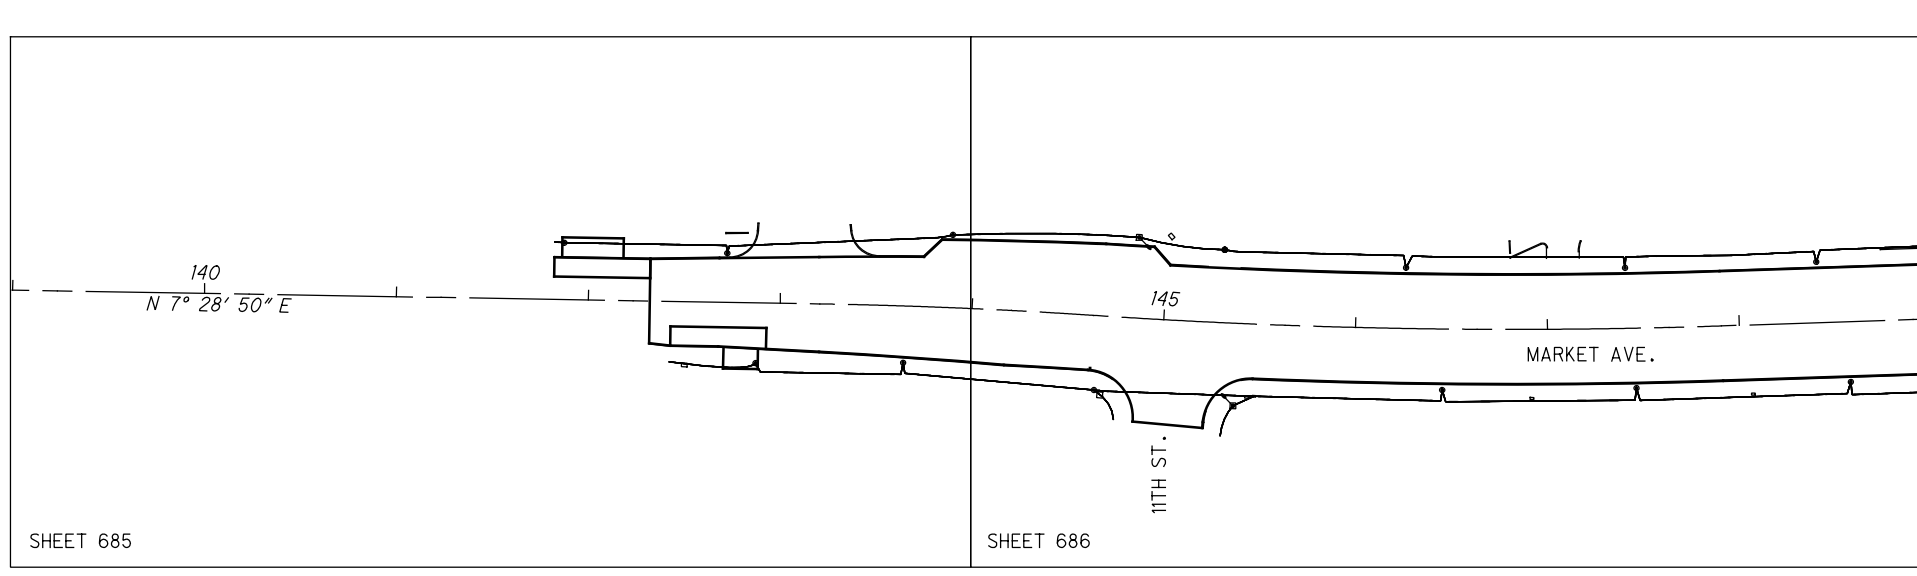 140
N 7° 28' 50" E
145
MARKET AVE.
11TH ST.
SHEET 685
SHEET 686